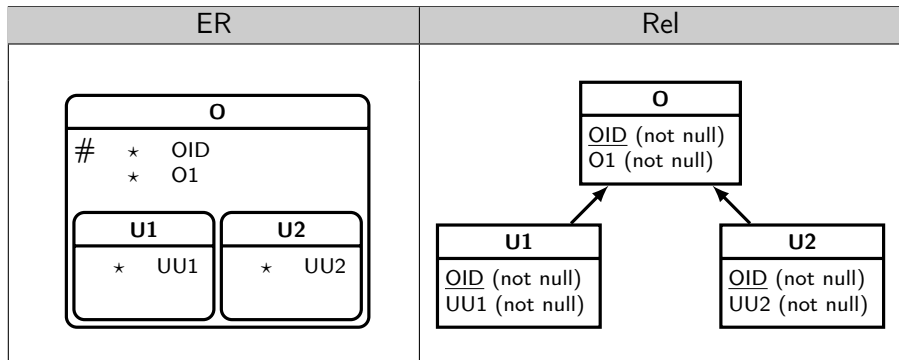 ER
Rel
O
# ⋆ OID
⋆ O1
U1
⋆ UU1
U2
⋆ UU2
O
OID (not null)
O1 (not null)
U1
OID (not null)
UU1 (not null)
U2
OID (not null)
UU2 (not null)